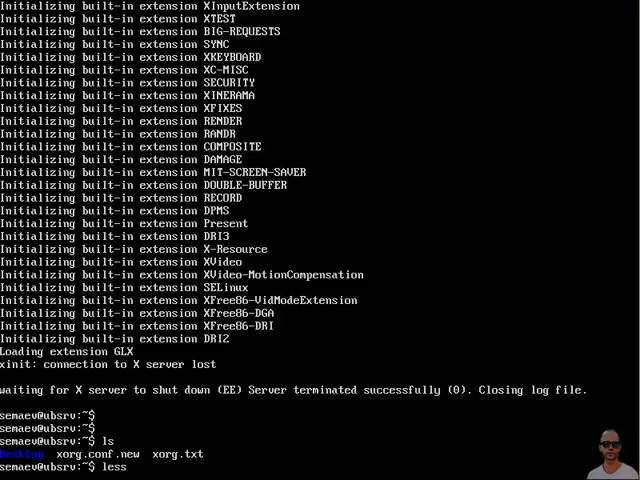 Initializing built-in extension XInputExtension
Initializing built-in extension XTEST
Initializing built-in extension BIG-REQUESTS
Initializing built-in extension SYNC
Initializing built-in extension XKEYBOARD
Initializing built-in extension XC-MISC
Initializing built-in extension SECURITY
Initializing built-in extension XINERAMA
Initializing built-in extension XFIXES
Initializing built-in extension RENDER
Initializing built-in extension RANDR
Initializing built-in extension COMPOSITE
Initializing built-in extension DAMAGE
Initializing built-in extension MIT-SCREEN-SAVER
Initializing built-in extension DOUBLE-BUFFER
Initializing built-in extension RECORD
Initializing built-in extension DPMS
Initializing built-in extension Present
Initializing built-in extension DRI3
Initializing built-in extension X-Resource
Initializing built-in extension XVideo
Initializing built-in extension XVideo-MotionCompensation
Initializing built-in extension SELinux
Initializing built-in extension XFree86-VidModeExtension
Initializing built-in extension XFree86-DGA
Initializing built-in extension XFree86-DRI
Initializing built-in extension DRI2
Loading extension GLX
xinit: connection to X server lost
waiting for X server to shut down (EE) Server terminated successfully (0). Closing log file.
semaev@ubsrv:~$
semaev@ubsrv:~$
semaev@ubsrv:~$ ls
Desktop xorg.conf.new xorg.txt
semaev@ubsrv:~$ less